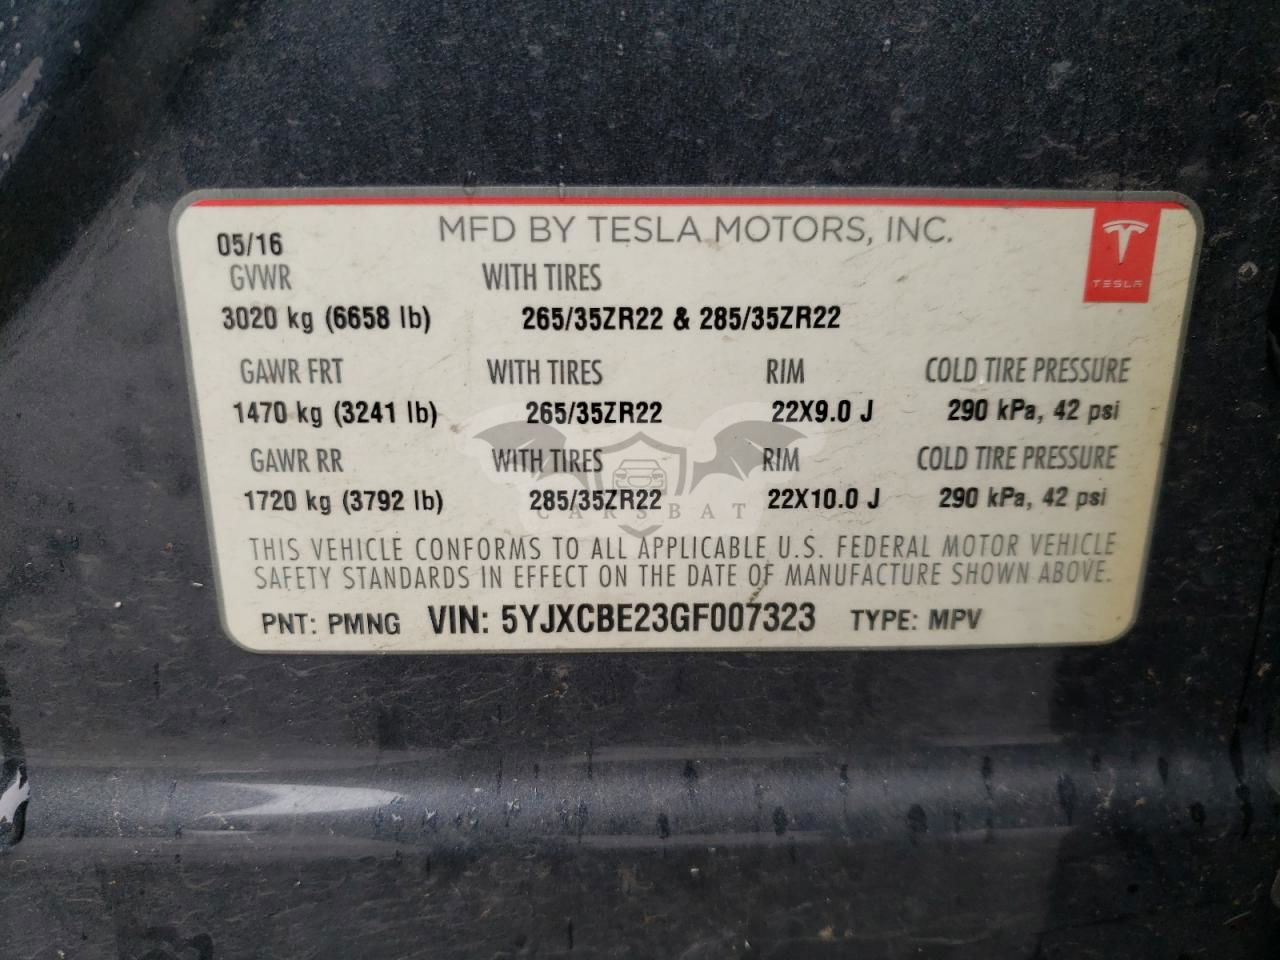 MFD BY TESLA MOTORS, INC.
05/16
TESLA
GVWR WITH TIRES
3020 kg (6658 lb) 265/35ZR22 & 285/35ZR22
GAWR FRT WITH TIRES RIM COLD TIRE PRESSURE
1470 kg (3241 lb) 265/35ZR22 22X9.0 J 290 kPa, 42 psi
GAWR RR WITH TIRES RIM COLD TIRE PRESSURE
1720 kg (3792 lb) 285/35ZR22 22X10.0 J 290 kPa, 42 psi
CARSBAT
THIS VEHICLE CONFORMS TO ALL APPLICABLE U.S. FEDERAL MOTOR VEHICLE
SAFETY STANDARDS IN EFFECT ON THE DATE OF MANUFACTURE SHOWN ABOVE.
PNT: PMNG VIN: 5YJXCBE23GF007323 TYPE: MPV